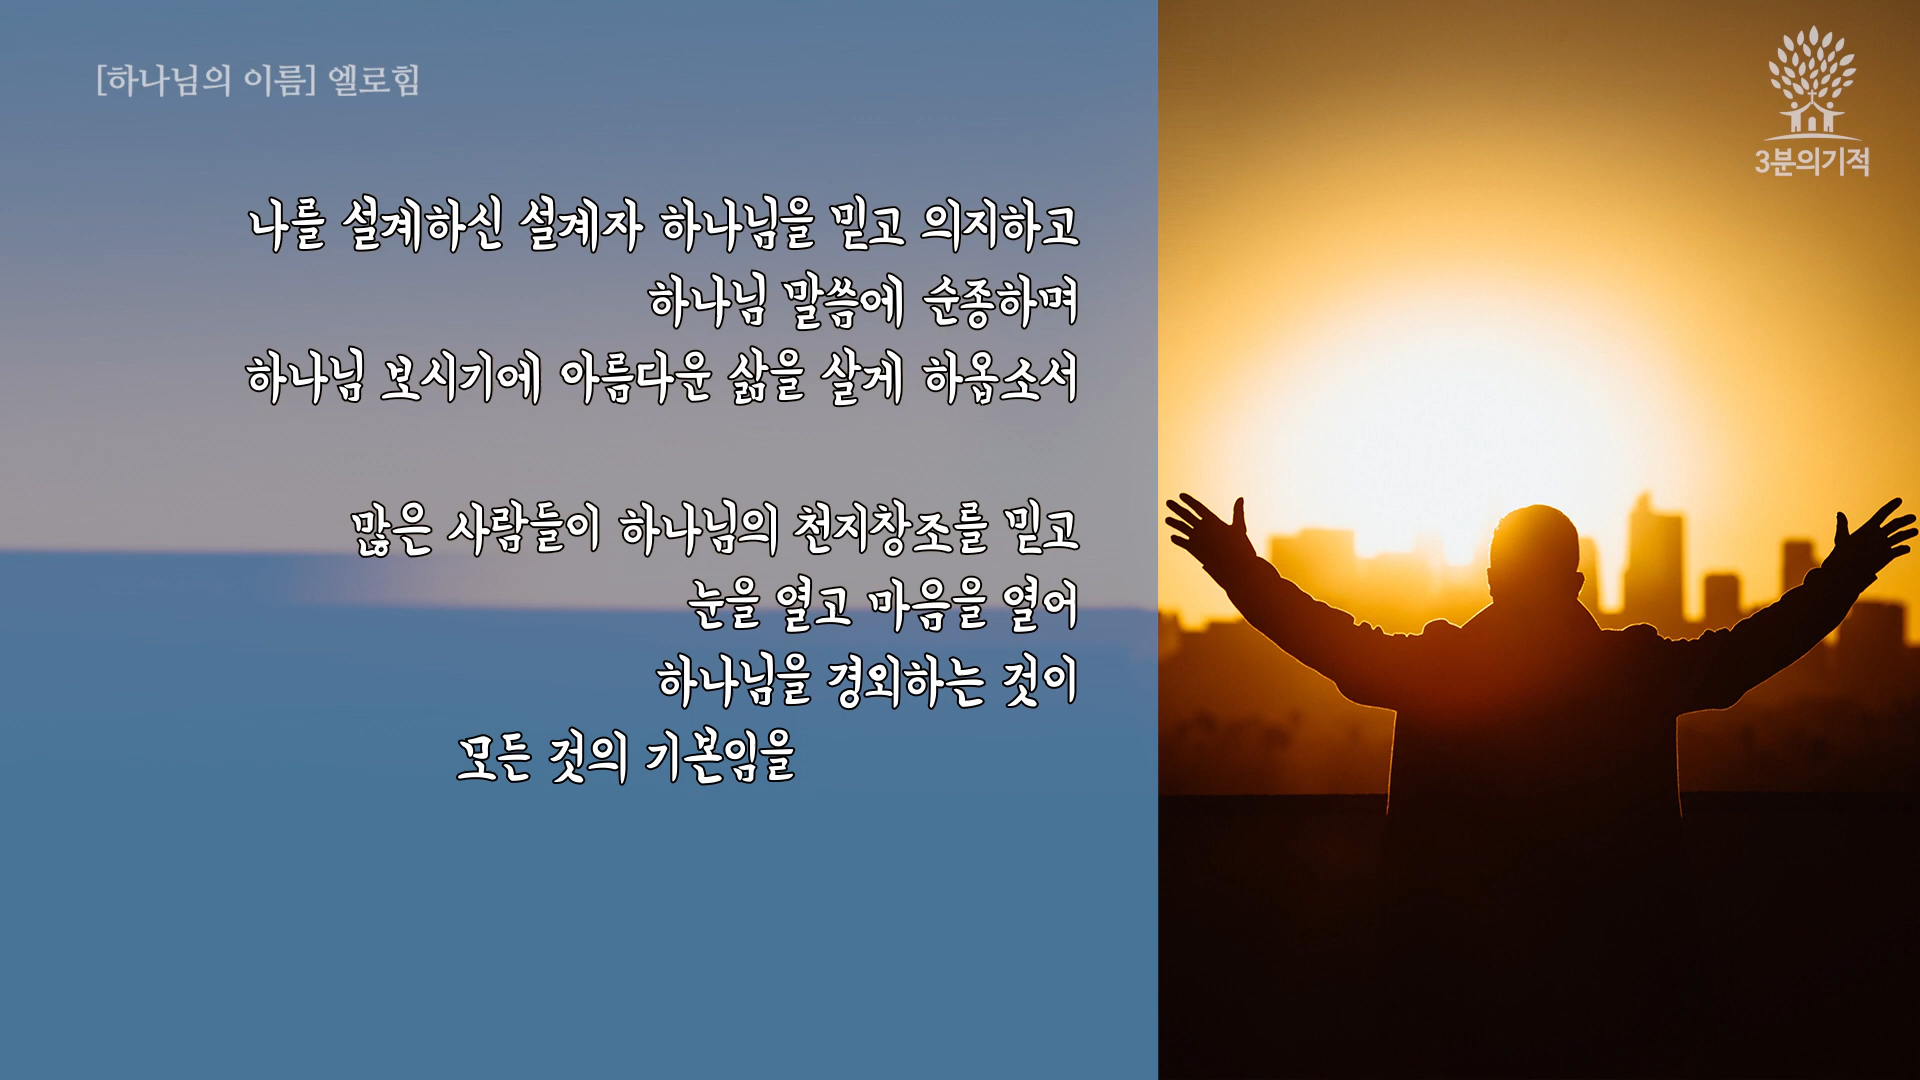 [하나님의 이름] 엘로힘
3분의기적
나를 설계하신 설계자 하나님을 믿고 의지하고
하나님 말씀에 순종하며
하나님 보시기에 아름다운 삶을 살게 하옵소서
많은 사람들이 하나님의 천지창조를 믿고
눈을 열고 마음을 열어
하나님을 경외하는 것이
모든 것의 기본임을